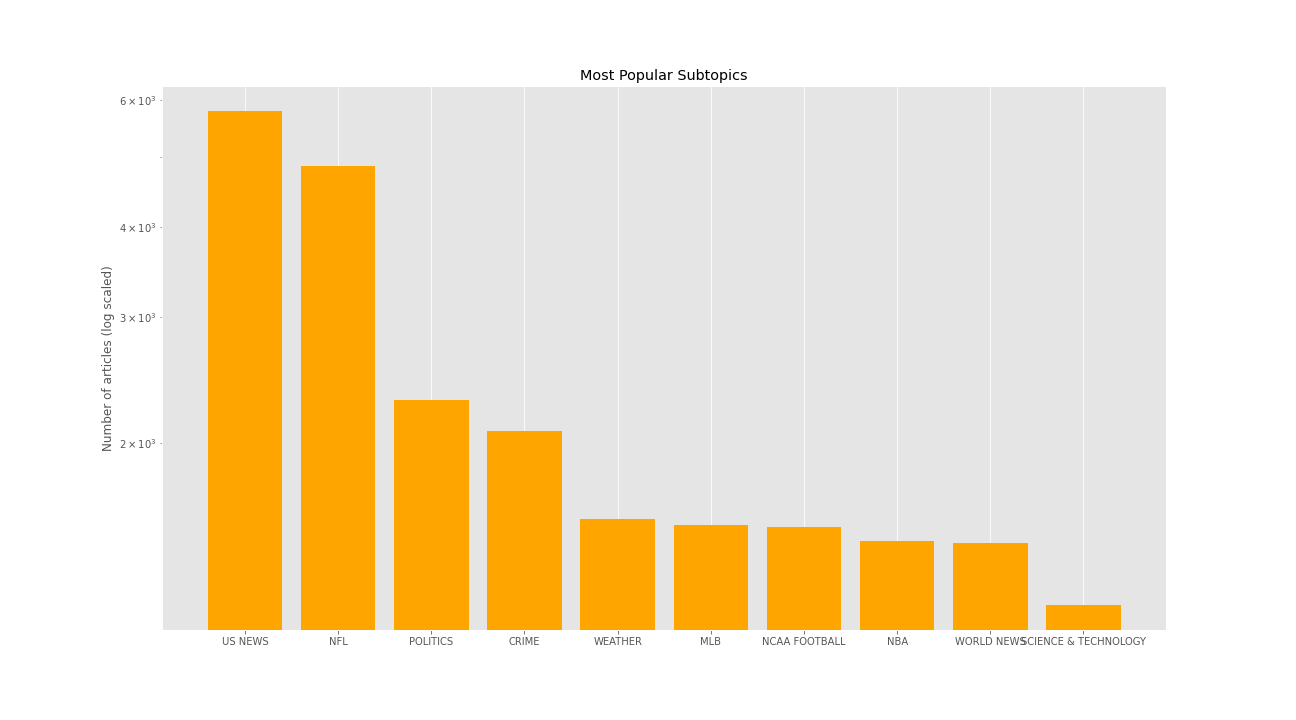 Most Popular Subtopics
Number of articles (log scaled)
6 × 10³
4 × 10³
3 × 10³
2 × 10³
US NEWS
NFL
POLITICS
CRIME
WEATHER
MLB
NCAA FOOTBALL
NBA
WORLD NEWS
SCIENCE & TECHNOLOGY